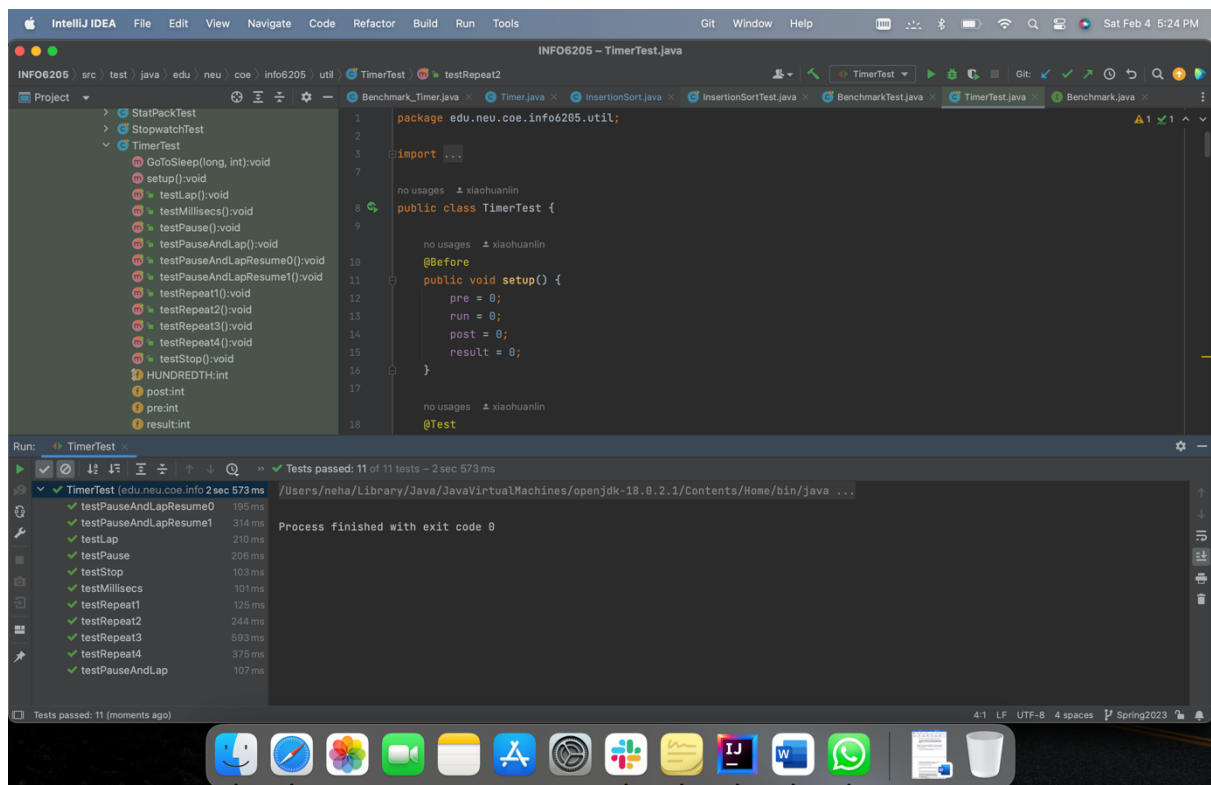 IntelliJ IDEA File Edit View Navigate Code Refactor Build Run Tools Git Window Help Sat Feb 4 5:24 PM
INFO6205 – TimerTest.java
INFO6205 src test java edu neu coe info6205 util TimerTest testRepeat2 TimerTest Git:
Project Benchmark_Timer.java Timer.java InsertionSort.java InsertionSortTest.java BenchmarkTest.java TimerTest.java Benchmark.java
StatPackTest
StopwatchTest
TimerTest
GoToSleep(long, int):void
setup():void
testLap():void
testMillisecs():void
testPause():void
testPauseAndLap():void
testPauseAndLapResume0():void
testPauseAndLapResume1():void
testRepeat1():void
testRepeat2():void
testRepeat3():void
testRepeat4():void
testStop():void
HUNDREDTH:int
post:int
pre:int
result:int
1 package edu.neu.coe.info6205.util; 1 1
2
3 import ...
7
no usages xiaohuanlin
8 public class TimerTest {
9
no usages xiaohuanlin
10 @Before
11 public void setup() {
12 pre = 0;
13 run = 0;
14 post = 0;
15 result = 0;
16 }
17
no usages xiaohuanlin
18 @Test
Run: TimerTest
» Tests passed: 11 of 11 tests – 2 sec 573 ms
TimerTest (edu.neu.coe.info 2 sec 573 ms /Users/neha/Library/Java/JavaVirtualMachines/openjdk-18.0.2.1/Contents/Home/bin/java ...
testPauseAndLapResume0 195 ms
testPauseAndLapResume1 314 ms
Process finished with exit code 0
testLap 210 ms
testPause 206 ms
testStop 103 ms
testMillisecs 101 ms
testRepeat1 125 ms
testRepeat2 244 ms
testRepeat3 593 ms
testRepeat4 375 ms
testPauseAndLap 107 ms
Tests passed: 11 (moments ago) 4:1 LF UTF-8 4 spaces Spring2023
IJ W